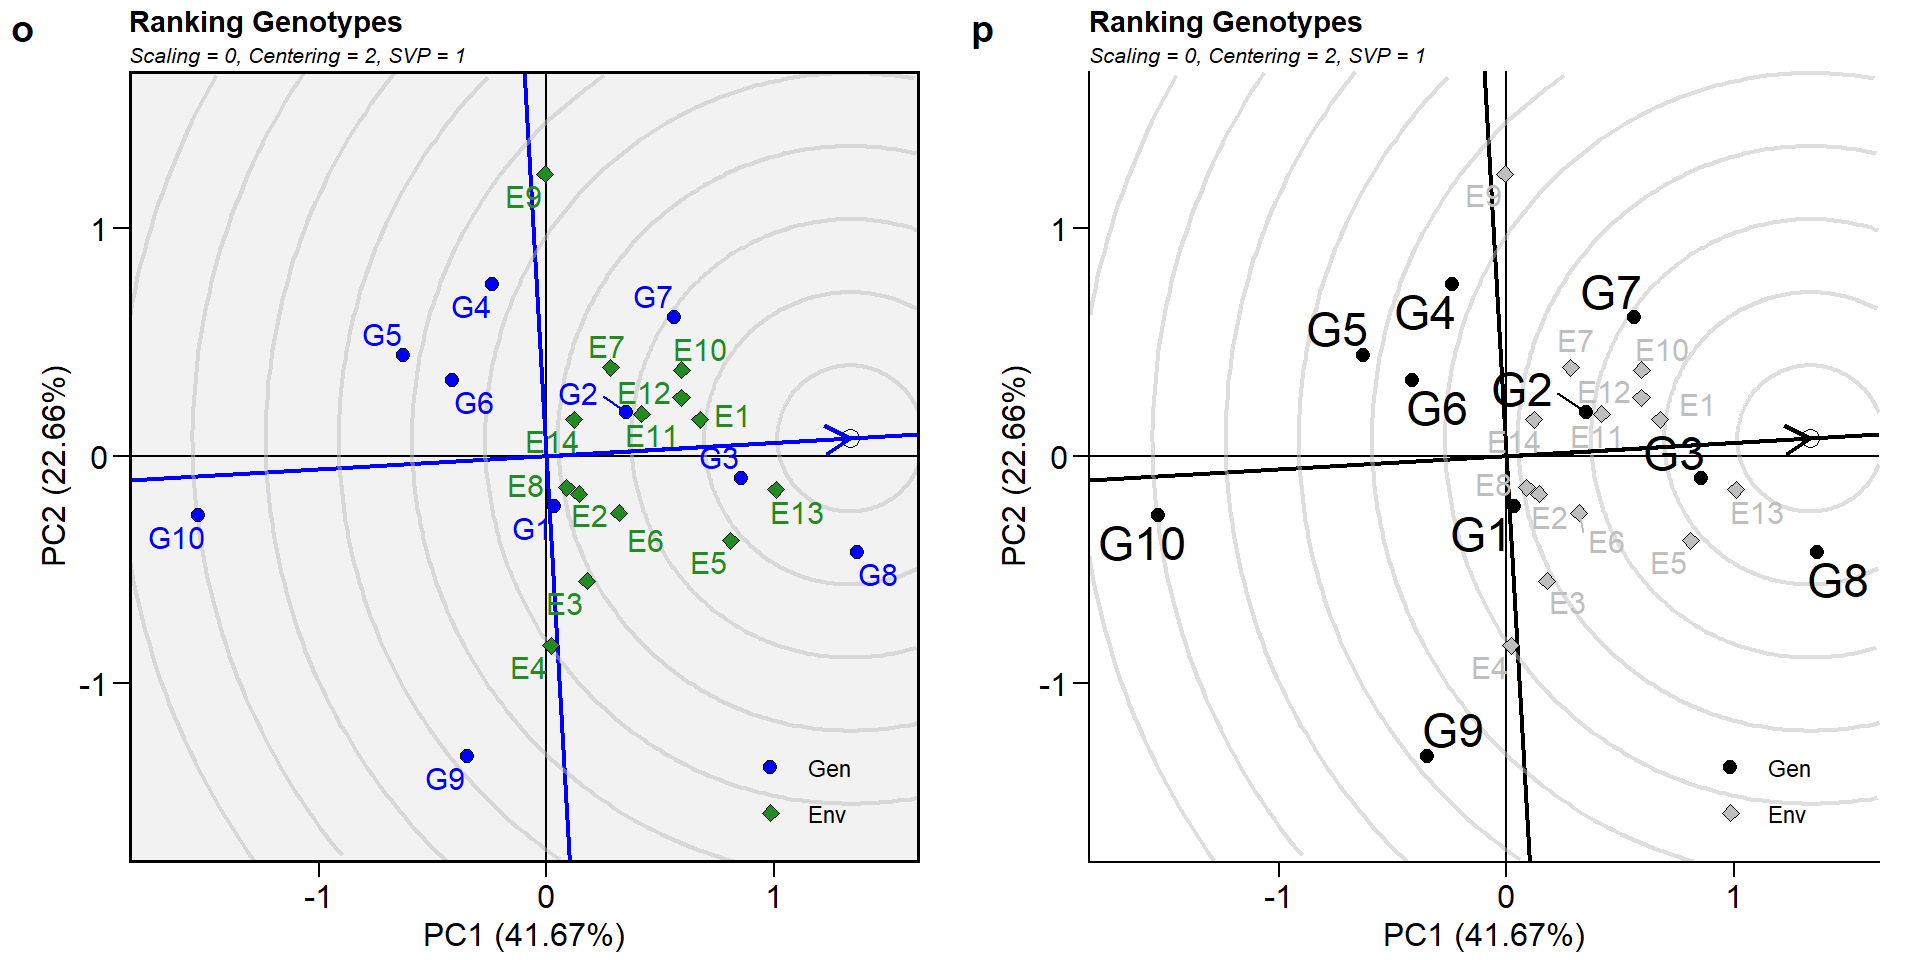 o
Ranking Genotypes
Scaling = 0, Centering = 2, SVP = 1
PC2 (22.66%)
1
0
-1
E9
G4
G7
G5
E7
E10
G6
G2
E12
E1
E11
E14
G3
E8
G1
E2
E13
G10
E6
E5
G8
E3
E4
G9
Gen
Env
-1
0
1
PC1 (41.67%)
p
Ranking Genotypes
Scaling = 0, Centering = 2, SVP = 1
PC2 (22.66%)
1
0
-1
E9
G7
G4
G5
E7
E10
G2
E12
G6
E1
E11
E14
G3
E8
E13
E2
G1
G10
E6
E5
G8
E3
E4
G9
Gen
Env
-1
0
1
PC1 (41.67%)